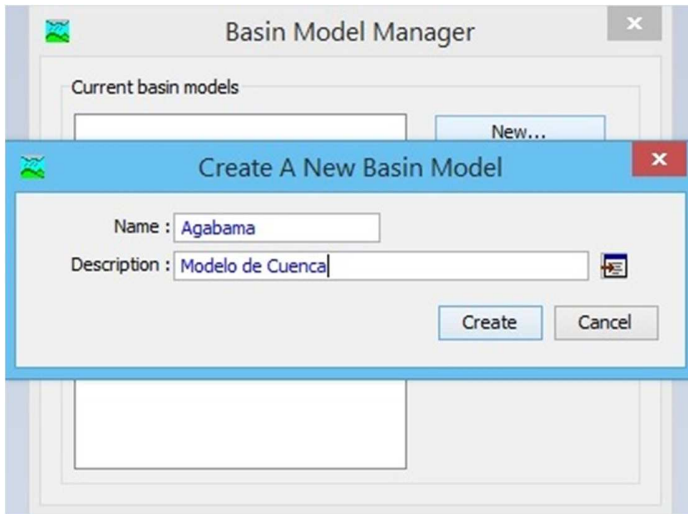 Basin Model Manager
Current basin models
New...
Create A New Basin Model
Name : Agabama
Description : Modelo de Cuenca
Create Cancel